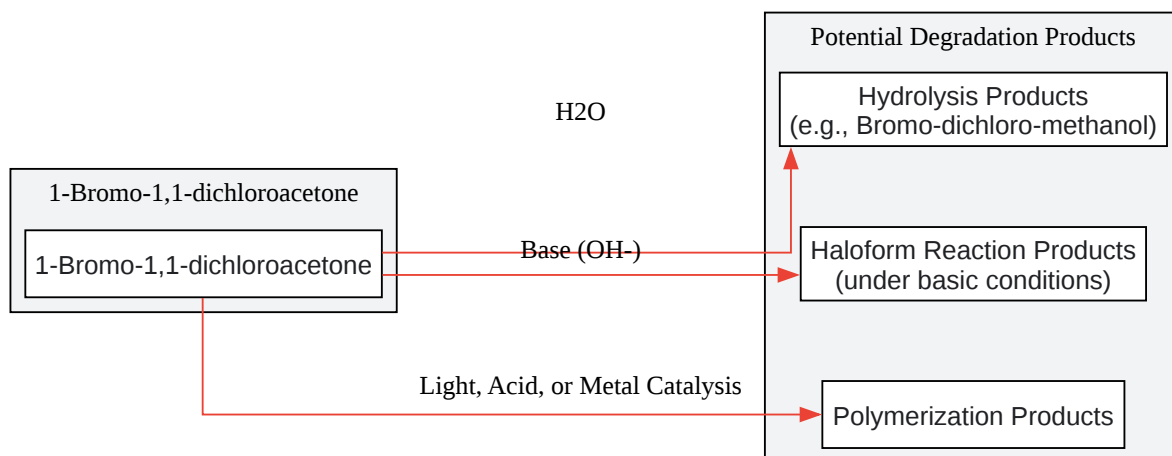 Potential Degradation Products
Hydrolysis Products
(e.g., Bromo-dichloro-methanol)
H2O
1-Bromo-1,1-dichloroacetone
1-Bromo-1,1-dichloroacetone
Base (OH-)
Haloform Reaction Products
(under basic conditions)
Light, Acid, or Metal Catalysis
Polymerization Products